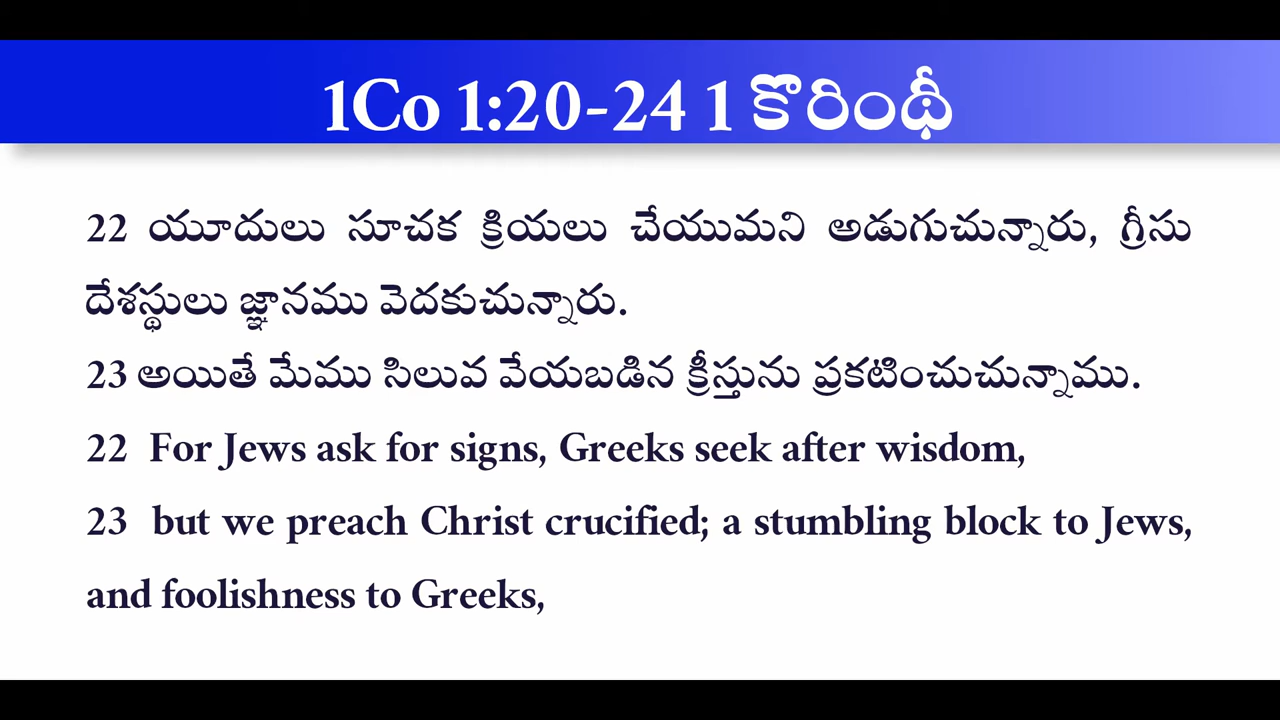 1Co 1:20-24 1 కొరింథీ
22 యూదులు సూచక క్రియలు చేయుమని అడుగుచున్నారు, గ్రీసు
దేశస్థులు జ్ఞానము వెదకుచున్నారు.
23 అయితే మేము సిలువ వేయబడిన క్రీస్తును ప్రకటించుచున్నాము.
22 For Jews ask for signs, Greeks seek after wisdom,
23 but we preach Christ crucified; a stumbling block to Jews,
and foolishness to Greeks,